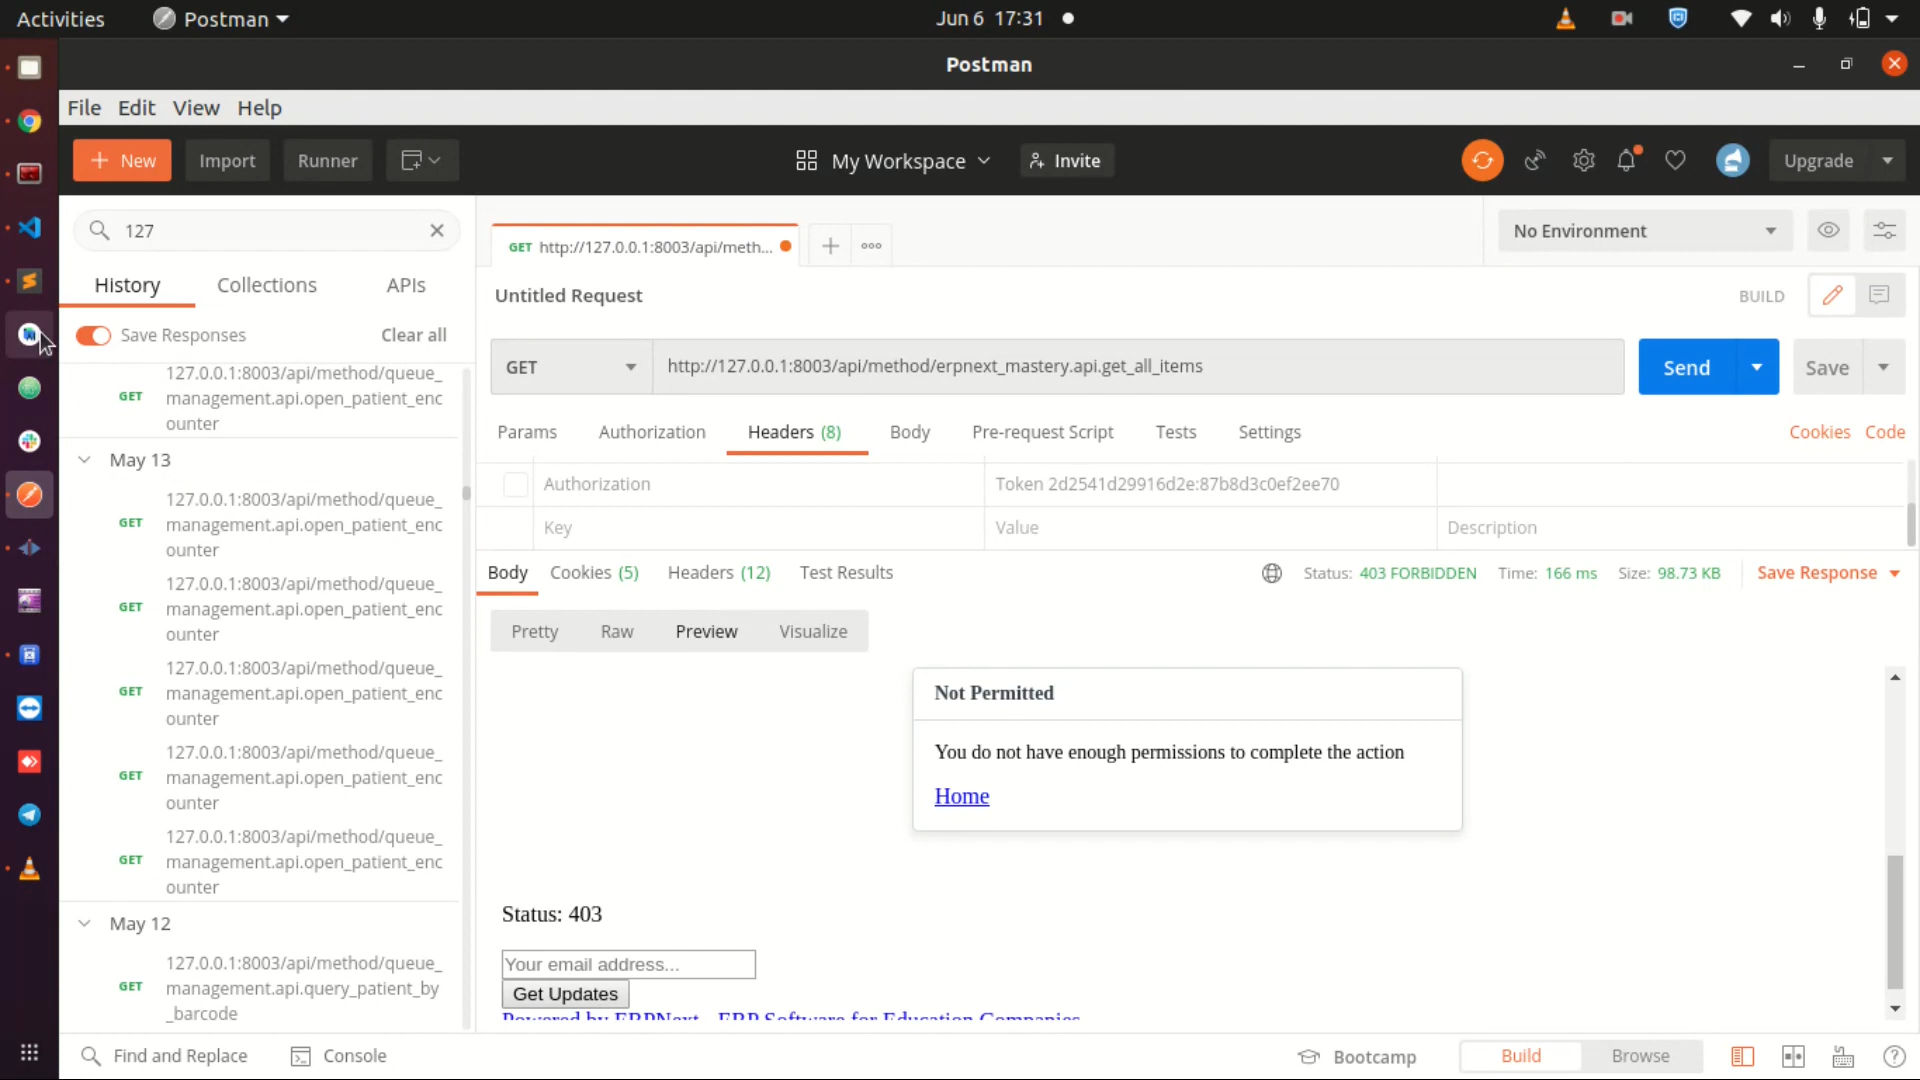 Activities Postman Jun 6 17:31
Postman
File Edit View Help
New Import Runner My Workspace Invite Upgrade
127
History Collections APIs
Save Responses Clear all
127.0.0.1:8003/api/method/queue_
GET management.api.open_patient_enc
ounter
May 13
127.0.0.1:8003/api/method/queue_
GET management.api.open_patient_enc
ounter
127.0.0.1:8003/api/method/queue_
GET management.api.open_patient_enc
ounter
127.0.0.1:8003/api/method/queue_
GET management.api.open_patient_enc
ounter
127.0.0.1:8003/api/method/queue_
GET management.api.open_patient_enc
ounter
127.0.0.1:8003/api/method/queue_
GET management.api.open_patient_enc
ounter
May 12
127.0.0.1:8003/api/method/queue_
GET management.api.query_patient_by
_barcode
GET http://127.0.0.1:8003/api/meth...
No Environment
Untitled Request BUILD
GET http://127.0.0.1:8003/api/method/erpnext_mastery.api.get_all_items Send Save
Params Authorization Headers (8) Body Pre-request Script Tests Settings Cookies Code
Authorization Token 2d2541d29916d2e:87b8d3c0ef2ee70
Key Value Description
Body Cookies (5) Headers (12) Test Results Status: 403 FORBIDDEN Time: 166 ms Size: 98.73 KB Save Response
Pretty Raw Preview Visualize
Not Permitted
You do not have enough permissions to complete the action
Home
Status: 403
Your email address...
Get Updates
Powered by ERPNext - ERP Software for Education Companies
Find and Replace Console Bootcamp Build Browse